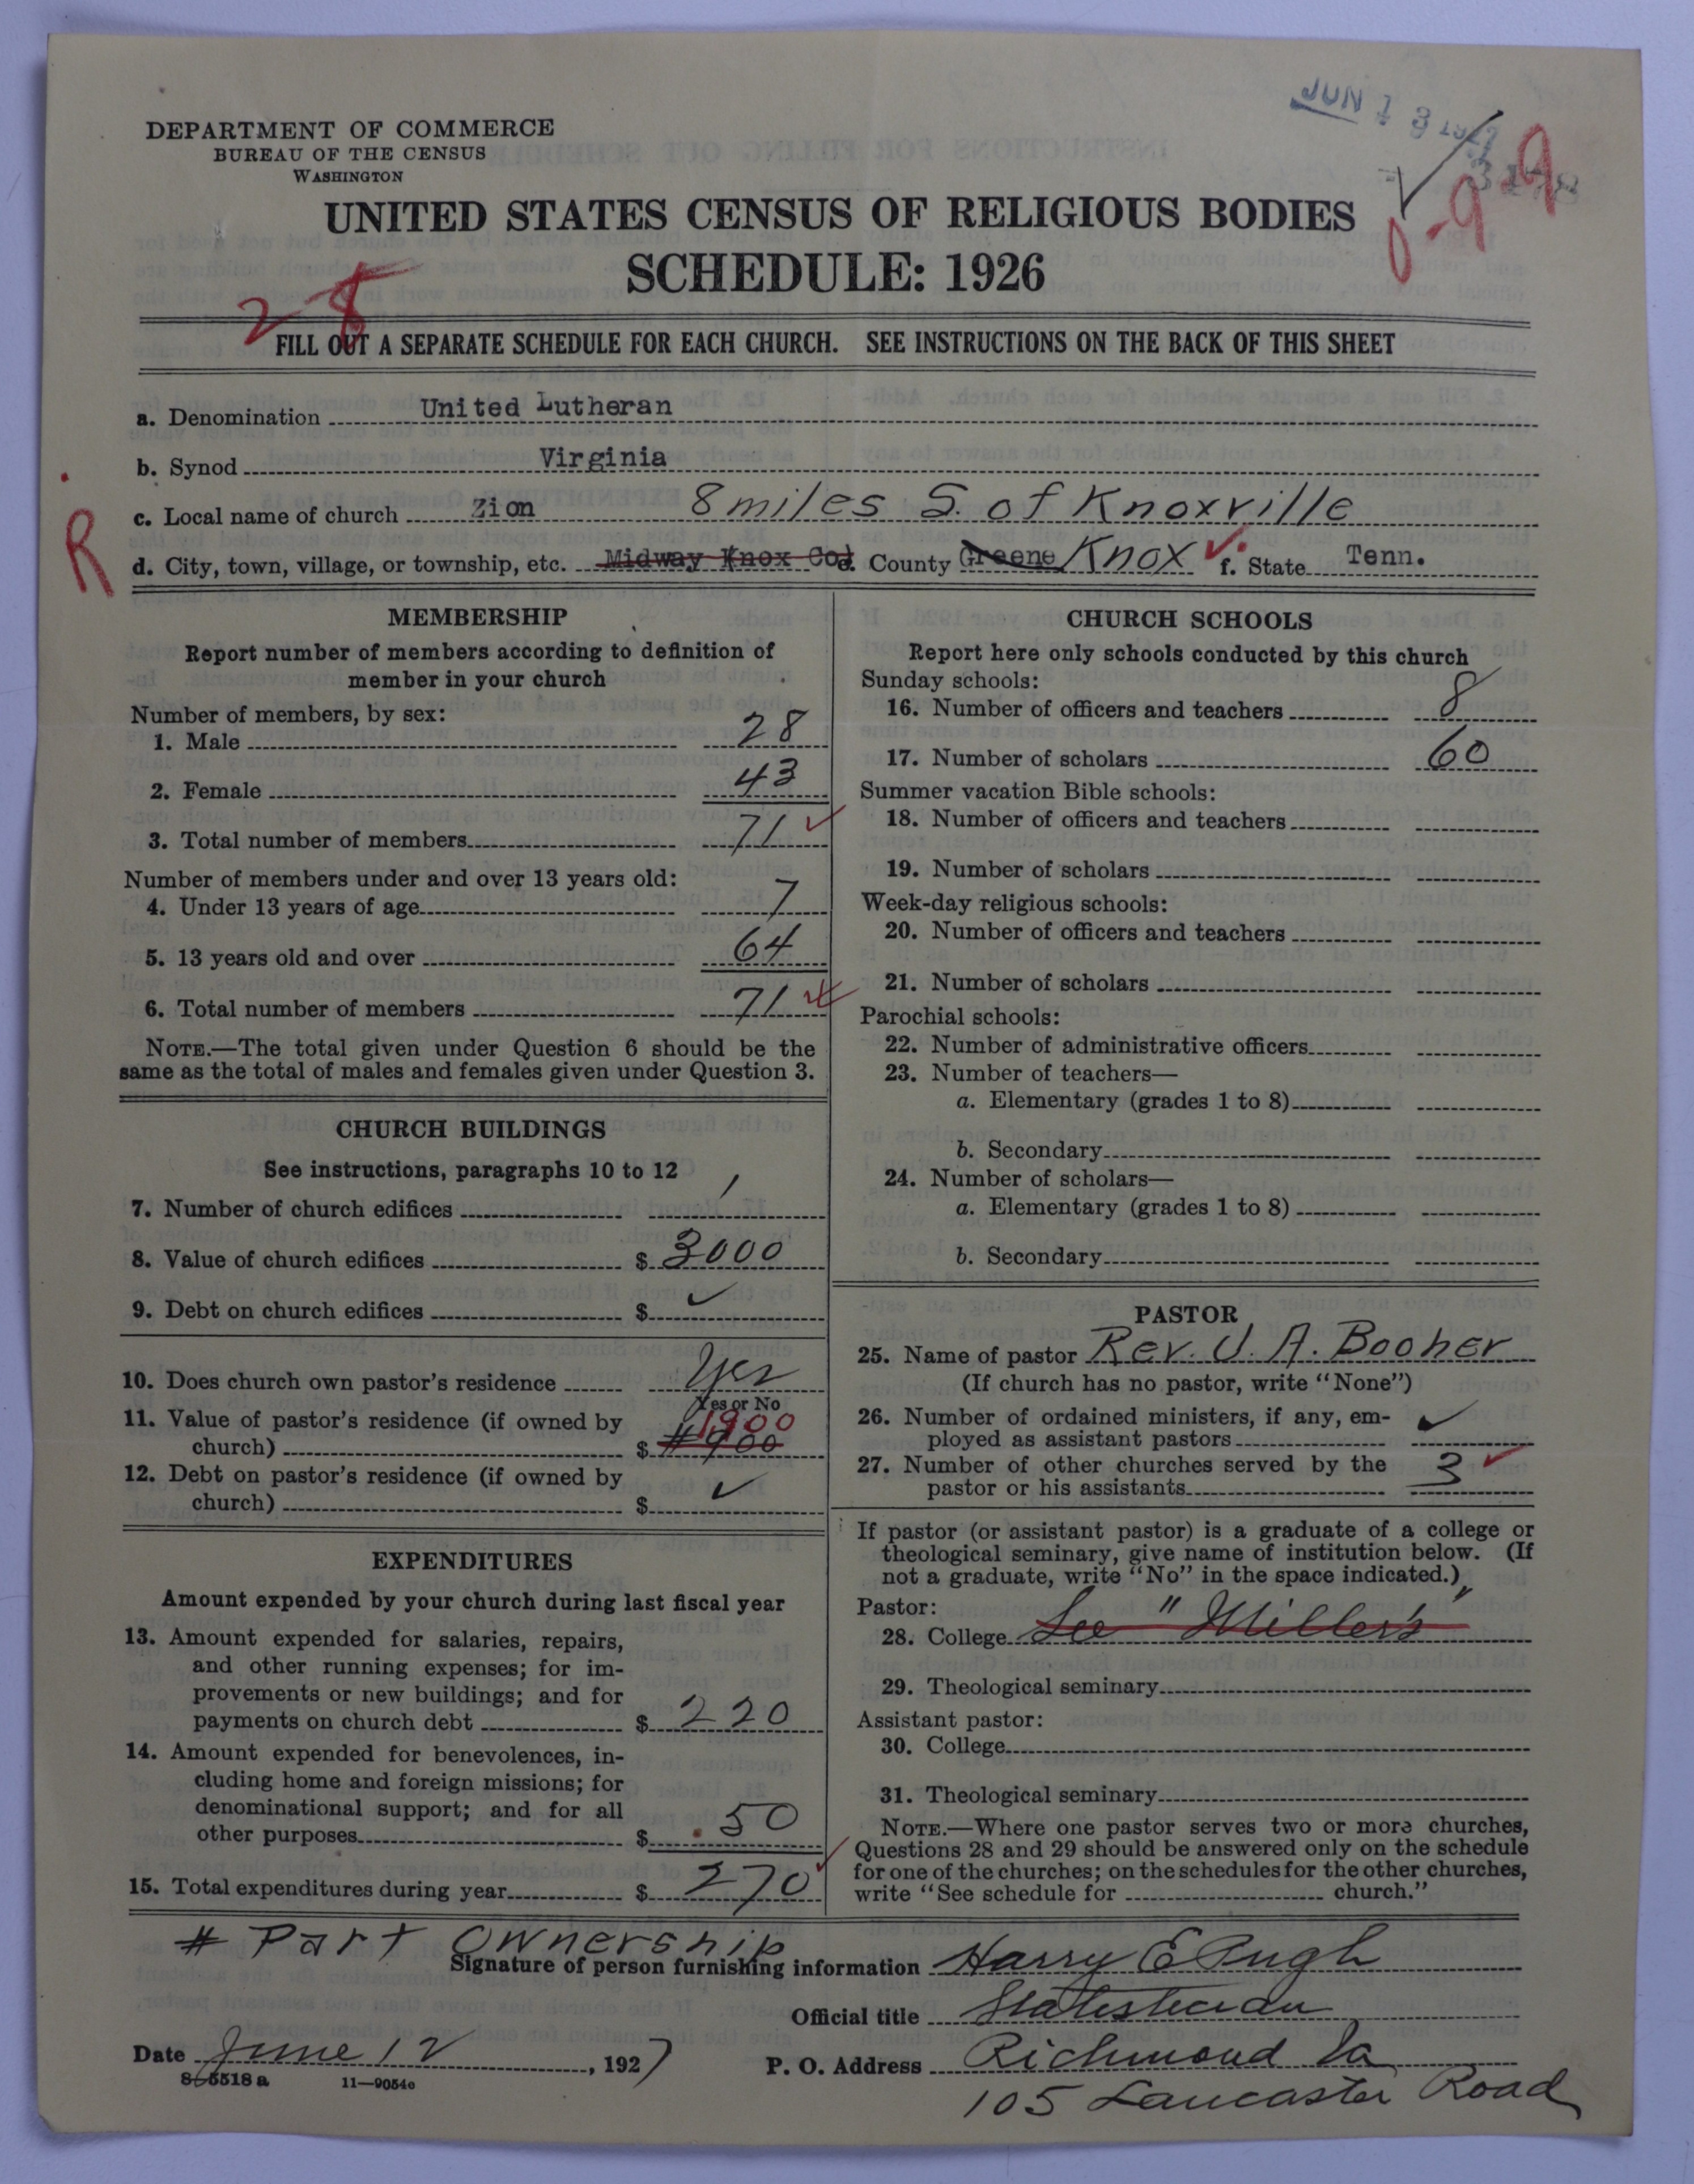 JUN 13 1927
DEPARTMENT OF COMMERCE
BUREAU OF THE CENSUS
WASHINGTON
0-9 9
UNITED STATES CENSUS OF RELIGIOUS BODIES
SCHEDULE: 1926
2-8
FILL OUT A SEPARATE SCHEDULE FOR EACH CHURCH. SEE INSTRUCTIONS ON THE BACK OF THIS SHEET
a. Denomination United Lutheran
b. Synod Virginia
c. Local name of church Zion 8 miles S. of Knoxville
R
d. City, town, village, or township, etc. Midway Knox Co. County Greene Knox f. State Tenn.
MEMBERSHIP
Report number of members according to definition of
member in your church
Number of members, by sex:
1. Male 28
2. Female 43
3. Total number of members 71
Number of members under and over 13 years old:
4. Under 13 years of age 7
5. 13 years old and over 64
6. Total number of members 71
NOTE.—The total given under Question 6 should be the
same as the total of males and females given under Question 3.
CHURCH BUILDINGS
See instructions, paragraphs 10 to 12
7. Number of church edifices 1
8. Value of church edifices $ 3000
9. Debt on church edifices $ ✓
10. Does church own pastor's residence Yes
Yes or No
11. Value of pastor's residence (if owned by
church) $ #900 1900
12. Debt on pastor's residence (if owned by
church) $ ✓
EXPENDITURES
Amount expended by your church during last fiscal year
13. Amount expended for salaries, repairs,
and other running expenses; for im-
provements or new buildings; and for
payments on church debt $ 220
14. Amount expended for benevolences, in-
cluding home and foreign missions; for
denominational support; and for all
other purposes $ 50
15. Total expenditures during year $ 270
CHURCH SCHOOLS
Report here only schools conducted by this church
Sunday schools:
16. Number of officers and teachers 8
17. Number of scholars 60
Summer vacation Bible schools:
18. Number of officers and teachers
19. Number of scholars
Week-day religious schools:
20. Number of officers and teachers
21. Number of scholars
Parochial schools:
22. Number of administrative officers
23. Number of teachers—
a. Elementary (grades 1 to 8)
b. Secondary
24. Number of scholars—
a. Elementary (grades 1 to 8)
b. Secondary
PASTOR
25. Name of pastor Rev. J. A. Booher
(If church has no pastor, write "None")
26. Number of ordained ministers, if any, em-
ployed as assistant pastors ✓
27. Number of other churches served by the
pastor or his assistants 3
If pastor (or assistant pastor) is a graduate of a college or
theological seminary, give name of institution below. (If
not a graduate, write "No" in the space indicated.)
Pastor:
28. College See "Miller's"
29. Theological seminary
Assistant pastor:
30. College
31. Theological seminary
NOTE.—Where one pastor serves two or more churches,
Questions 28 and 29 should be answered only on the schedule
for one of the churches; on the schedules for the other churches,
write "See schedule for church."
# Part Ownership
Signature of person furnishing information Harry E Pugh
Official title Statistician
Date June 12, 1927
P. O. Address Richmond Va
105 Lancaster Road
8-5518 a 11-9054c